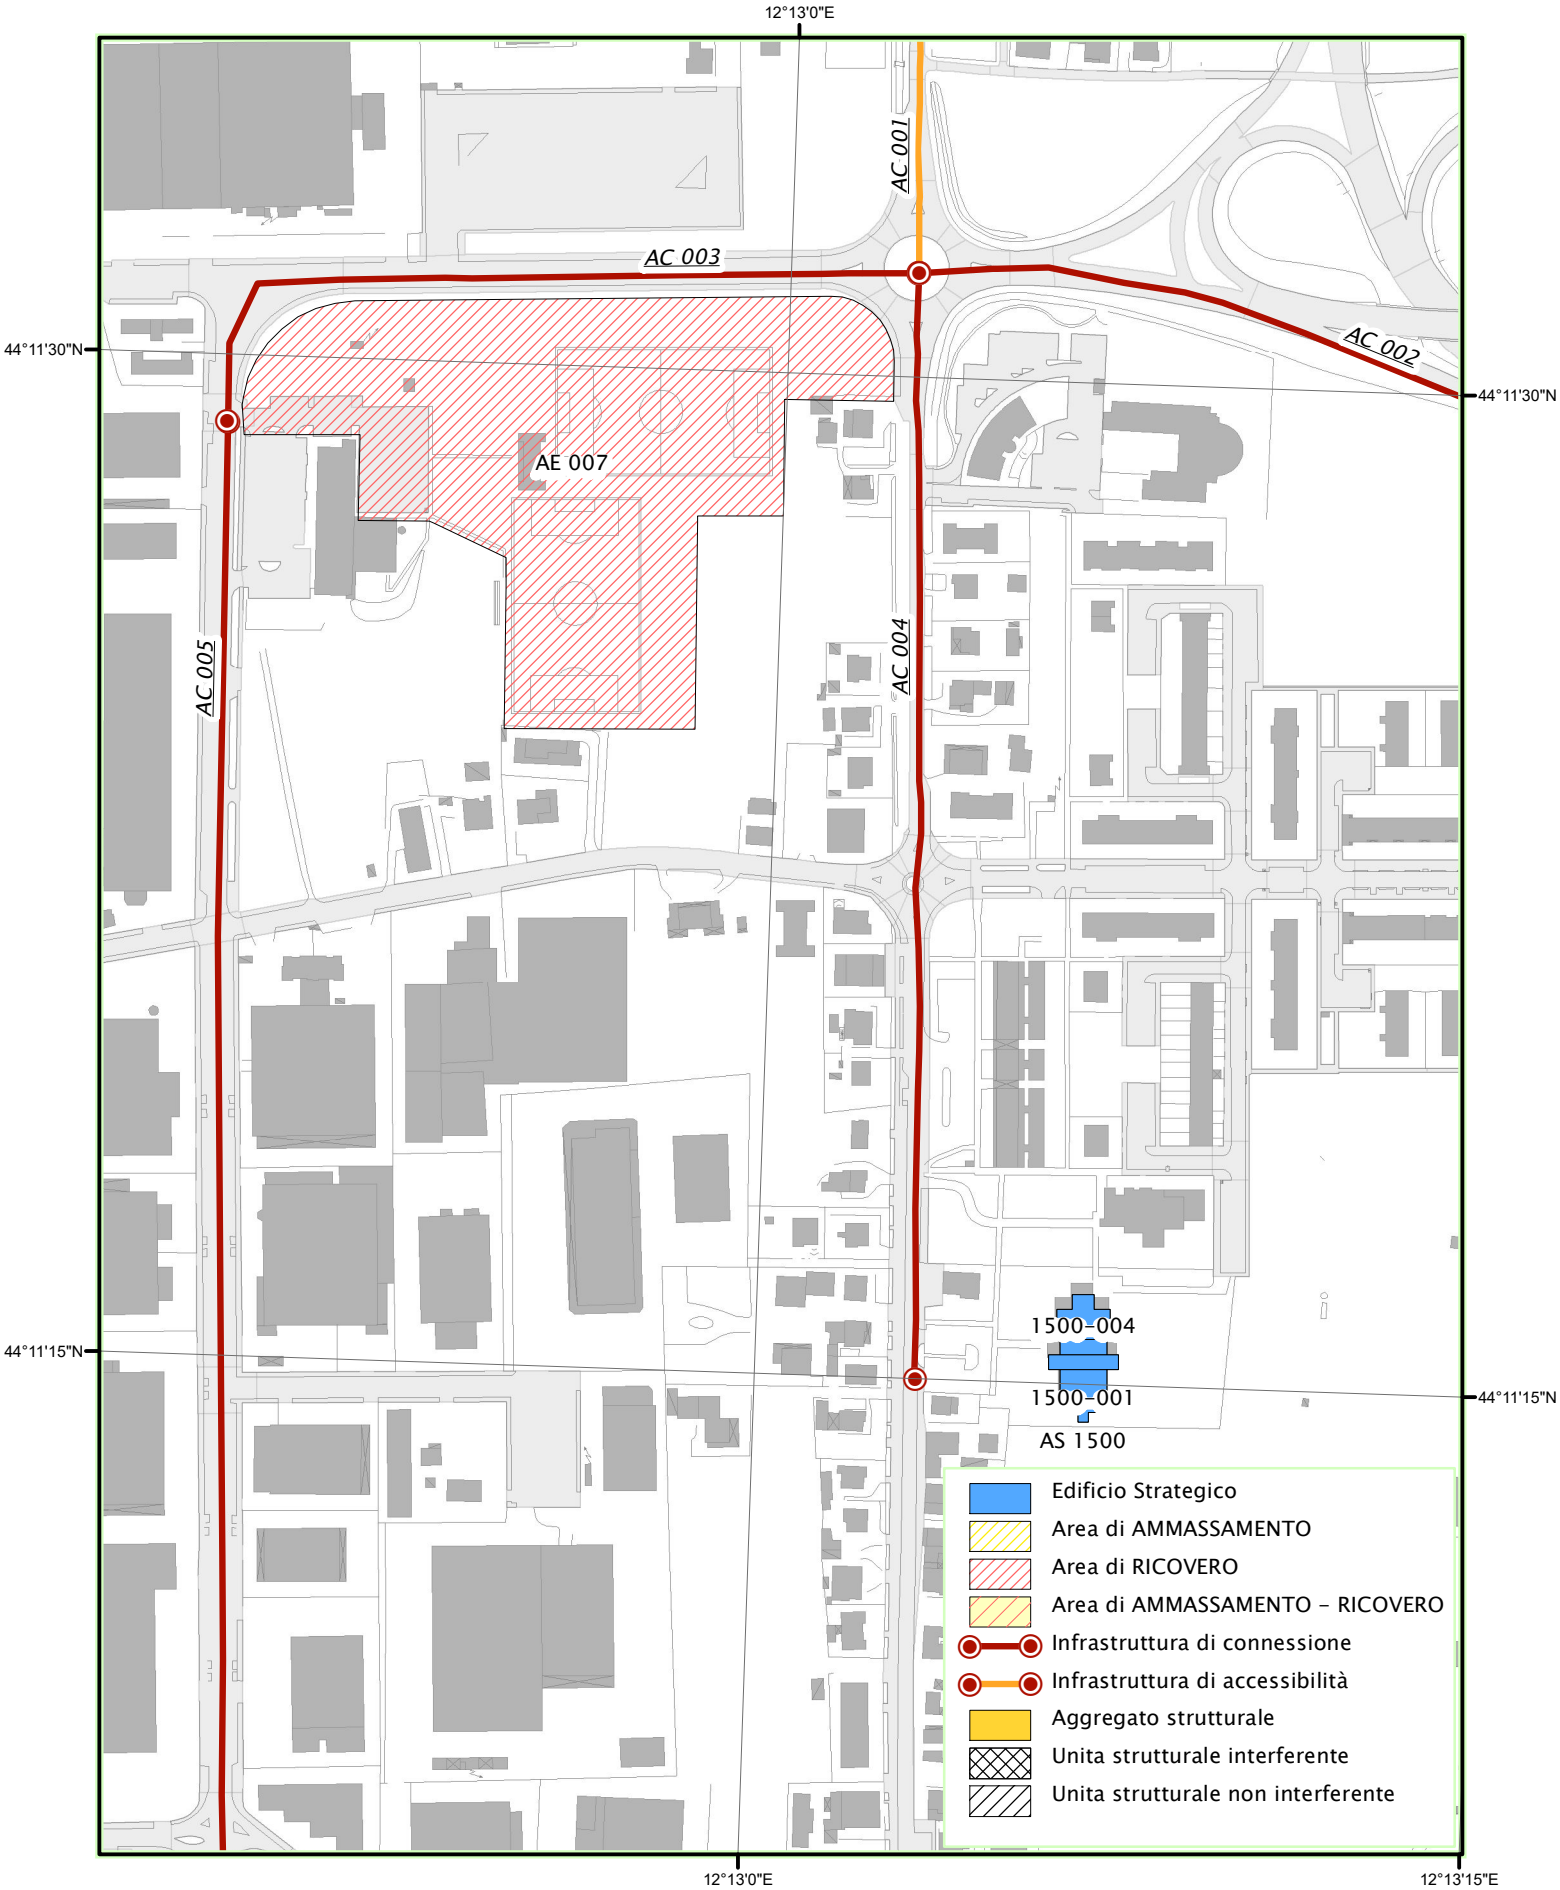 12°13'0"E
AC 001
AC 003
AC 002
44°11'30"N
44°11'30"N
AE 007
AC 005
AC 004
1500-004
44°11'15"N
44°11'15"N
1500-001
AS 1500
Edificio Strategico
Area di AMMASSAMENTO
Area di RICOVERO
Area di AMMASSAMENTO - RICOVERO
Infrastruttura di connessione
Infrastruttura di accessibilità
Aggregato strutturale
Unita strutturale interferente
Unita strutturale non interferente
12°13'0"E
12°13'15"E